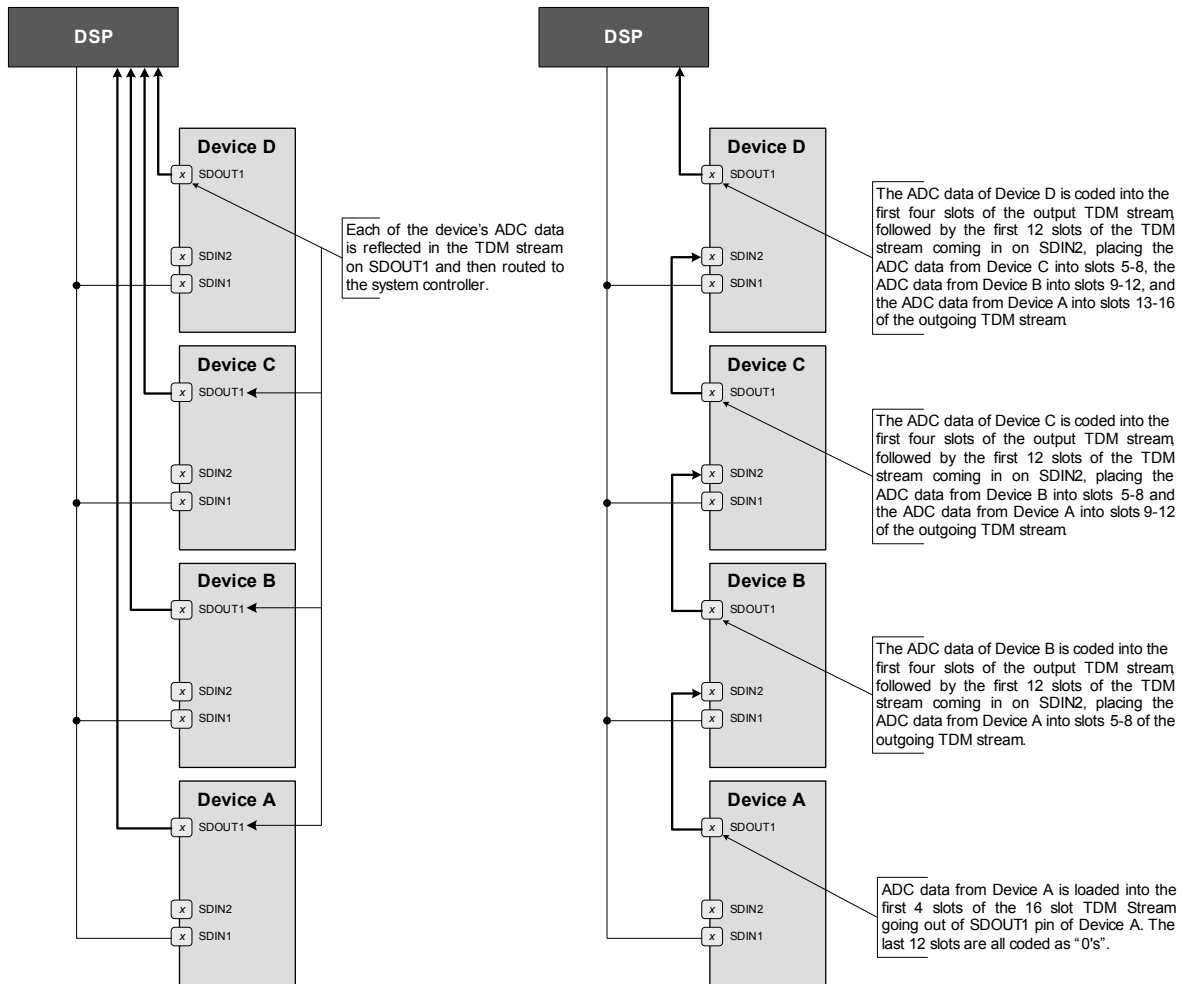 DSP
Device D
x SDOUT1
x SDIN2
x SDIN1
Each of the device's ADC data
is reflected in the TDM stream
on SDOUT1 and then routed to
the system controller.
Device C
x SDOUT1
x SDIN2
x SDIN1
Device B
x SDOUT1
x SDIN2
x SDIN1
Device A
x SDOUT1
x SDIN2
x SDIN1
DSP
Device D
x SDOUT1
x SDIN2
x SDIN1
The ADC data of Device D is coded into the
first four slots of the output TDM stream,
followed by the first 12 slots of the TDM
stream coming in on SDIN2, placing the
ADC data from Device C into slots 5-8, the
ADC data from Device B into slots 9-12, and
the ADC data from Device A into slots 13-16
of the outgoing TDM stream.
Device C
x SDOUT1
x SDIN2
x SDIN1
The ADC data of Device C is coded into the
first four slots of the output TDM stream,
followed by the first 12 slots of the TDM
stream coming in on SDIN2, placing the
ADC data from Device B into slots 5-8 and
the ADC data from Device A into slots 9-12
of the outgoing TDM stream.
Device B
x SDOUT1
x SDIN2
x SDIN1
The ADC data of Device B is coded into the
first four slots of the output TDM stream,
followed by the first 12 slots of the TDM
stream coming in on SDIN2, placing the
ADC data from Device A into slots 5-8 of the
outgoing TDM stream.
Device A
x SDOUT1
x SDIN2
x SDIN1
ADC data from Device A is loaded into the
first 4 slots of the 16 slot TDM Stream
going out of SDOUT1 pin of Device A. The
last 12 slots are all coded as "0's".